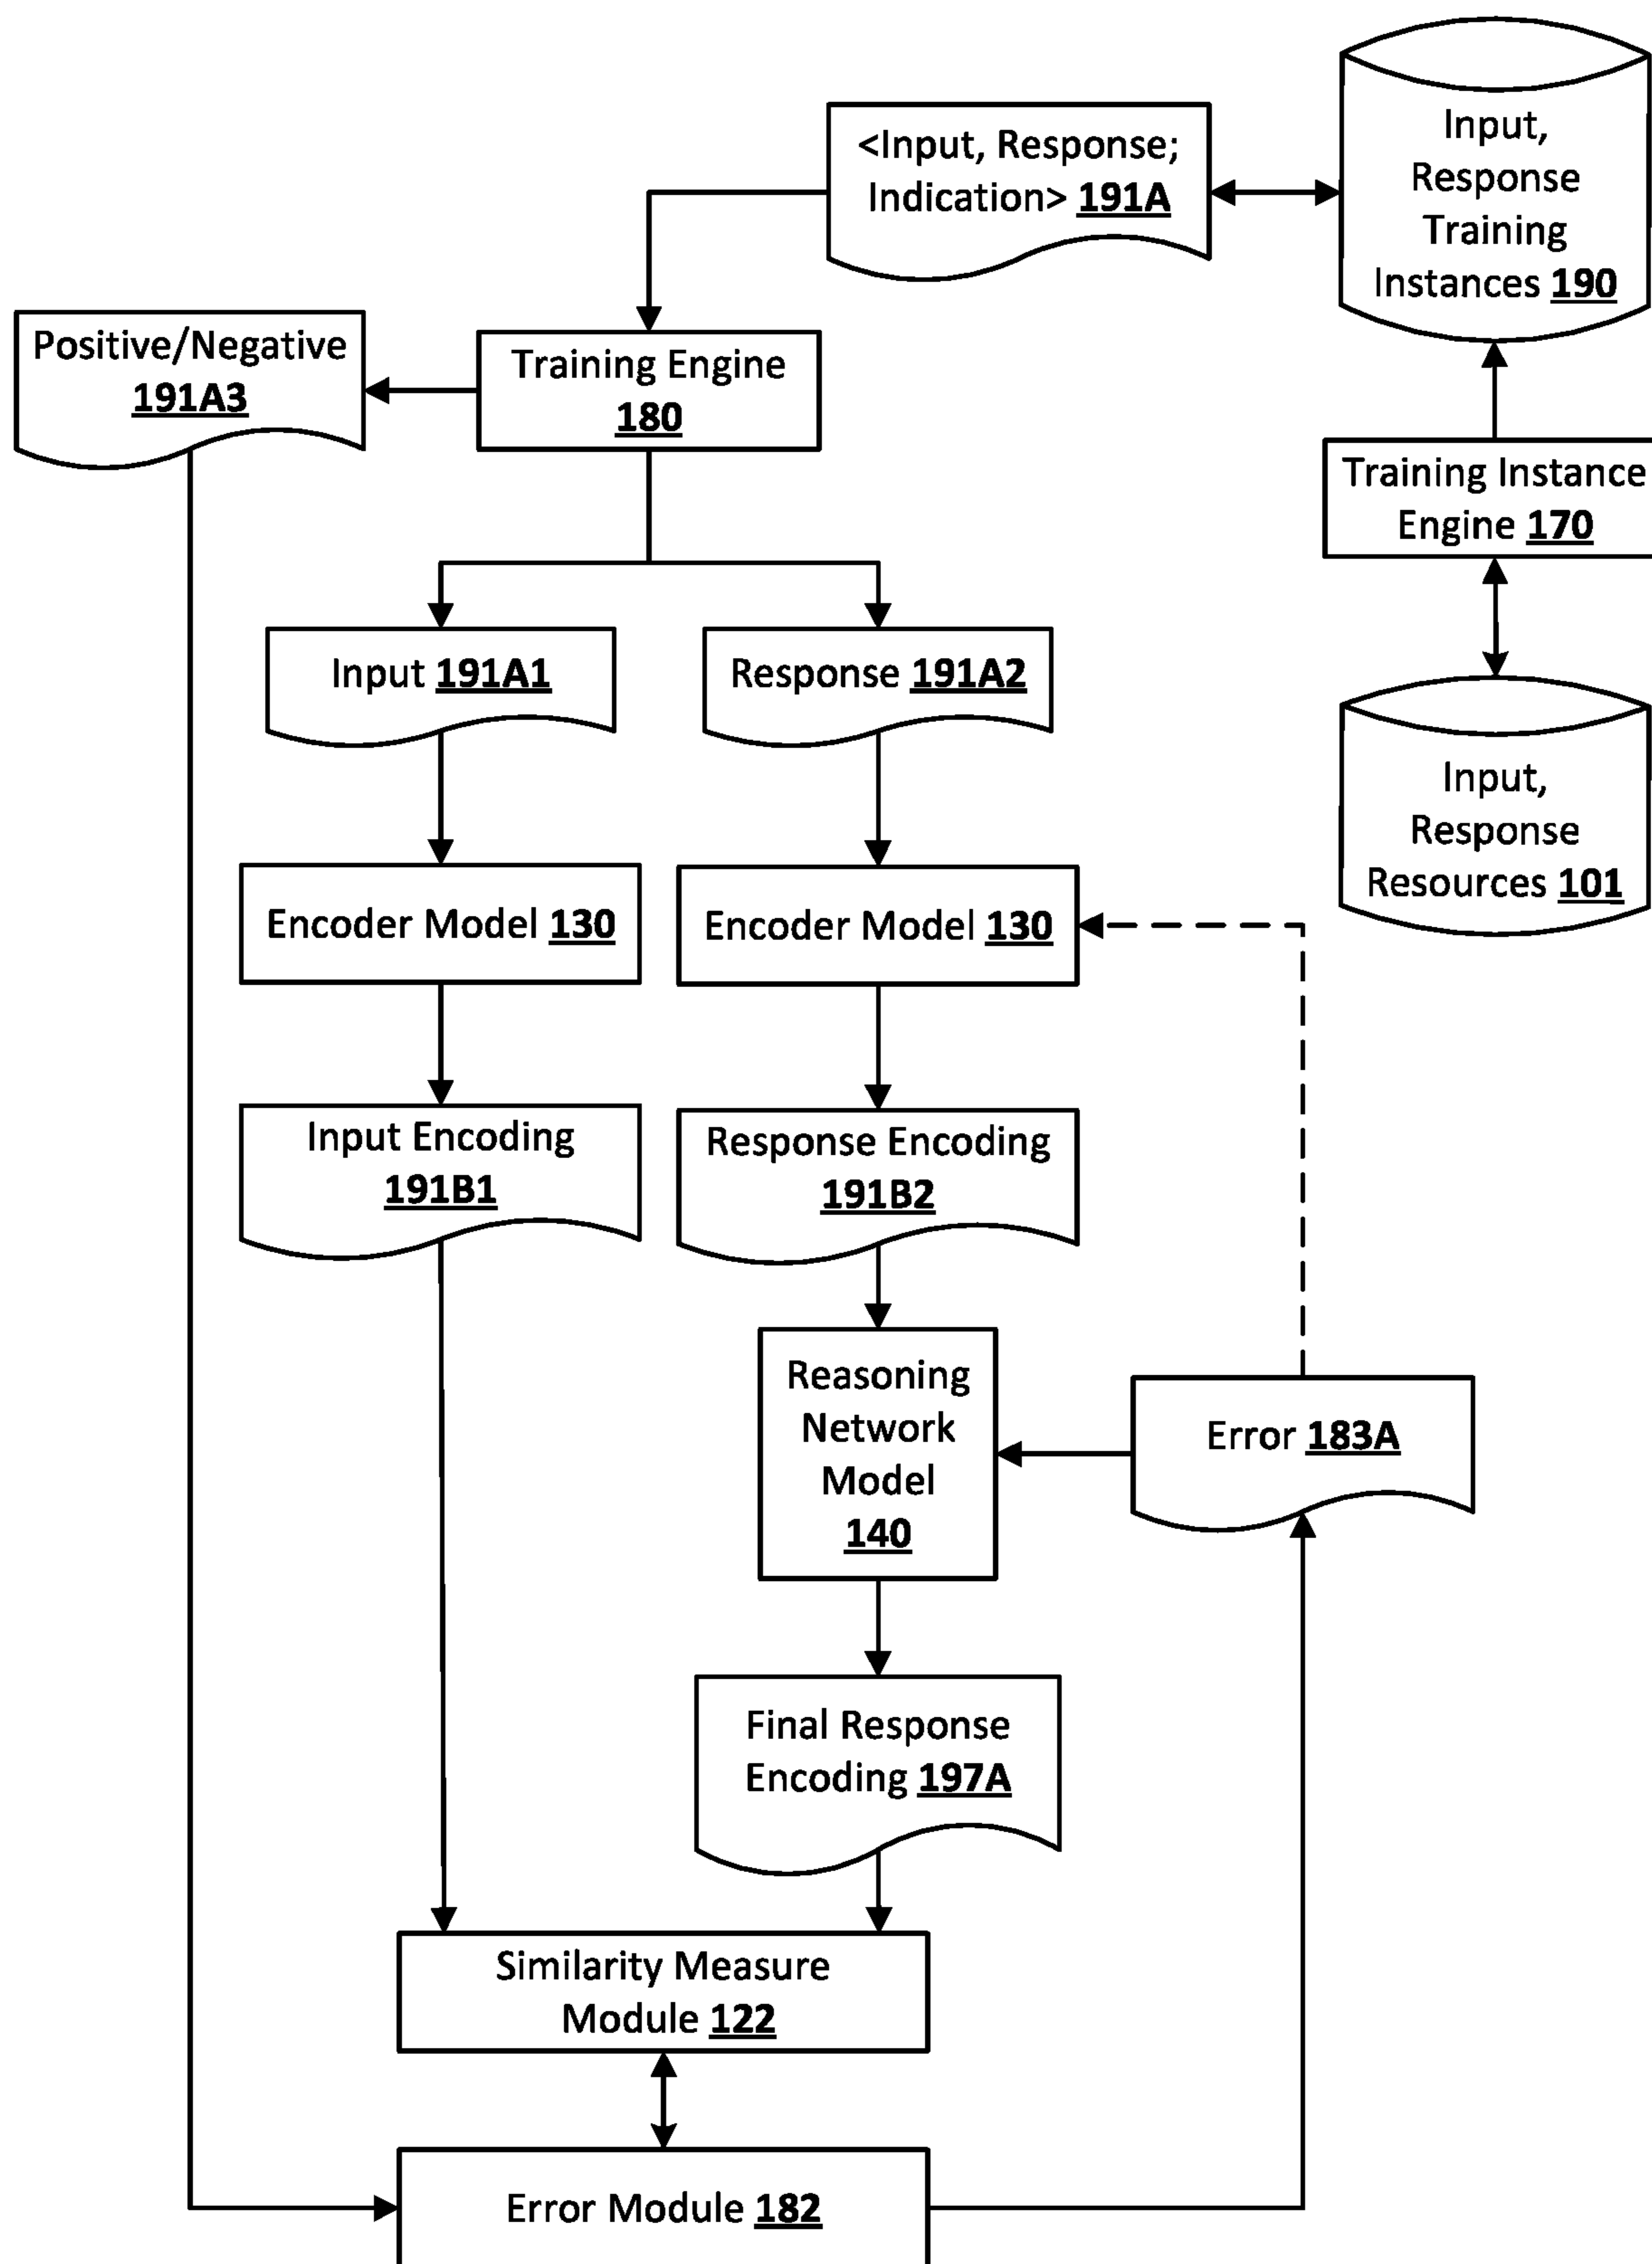 <Input, Response;
Indication> 191A
Input,
Response
Training
Instances 190
Positive/Negative
191A3
Training Engine
180
Training Instance
Engine 170
Input 191A1
Response 191A2
Input,
Response
Resources 101
Encoder Model 130
Encoder Model 130
Input Encoding
191B1
Response Encoding
191B2
Reasoning
Network
Model
140
Error 183A
Final Response
Encoding 197A
Similarity Measure
Module 122
Error Module 182